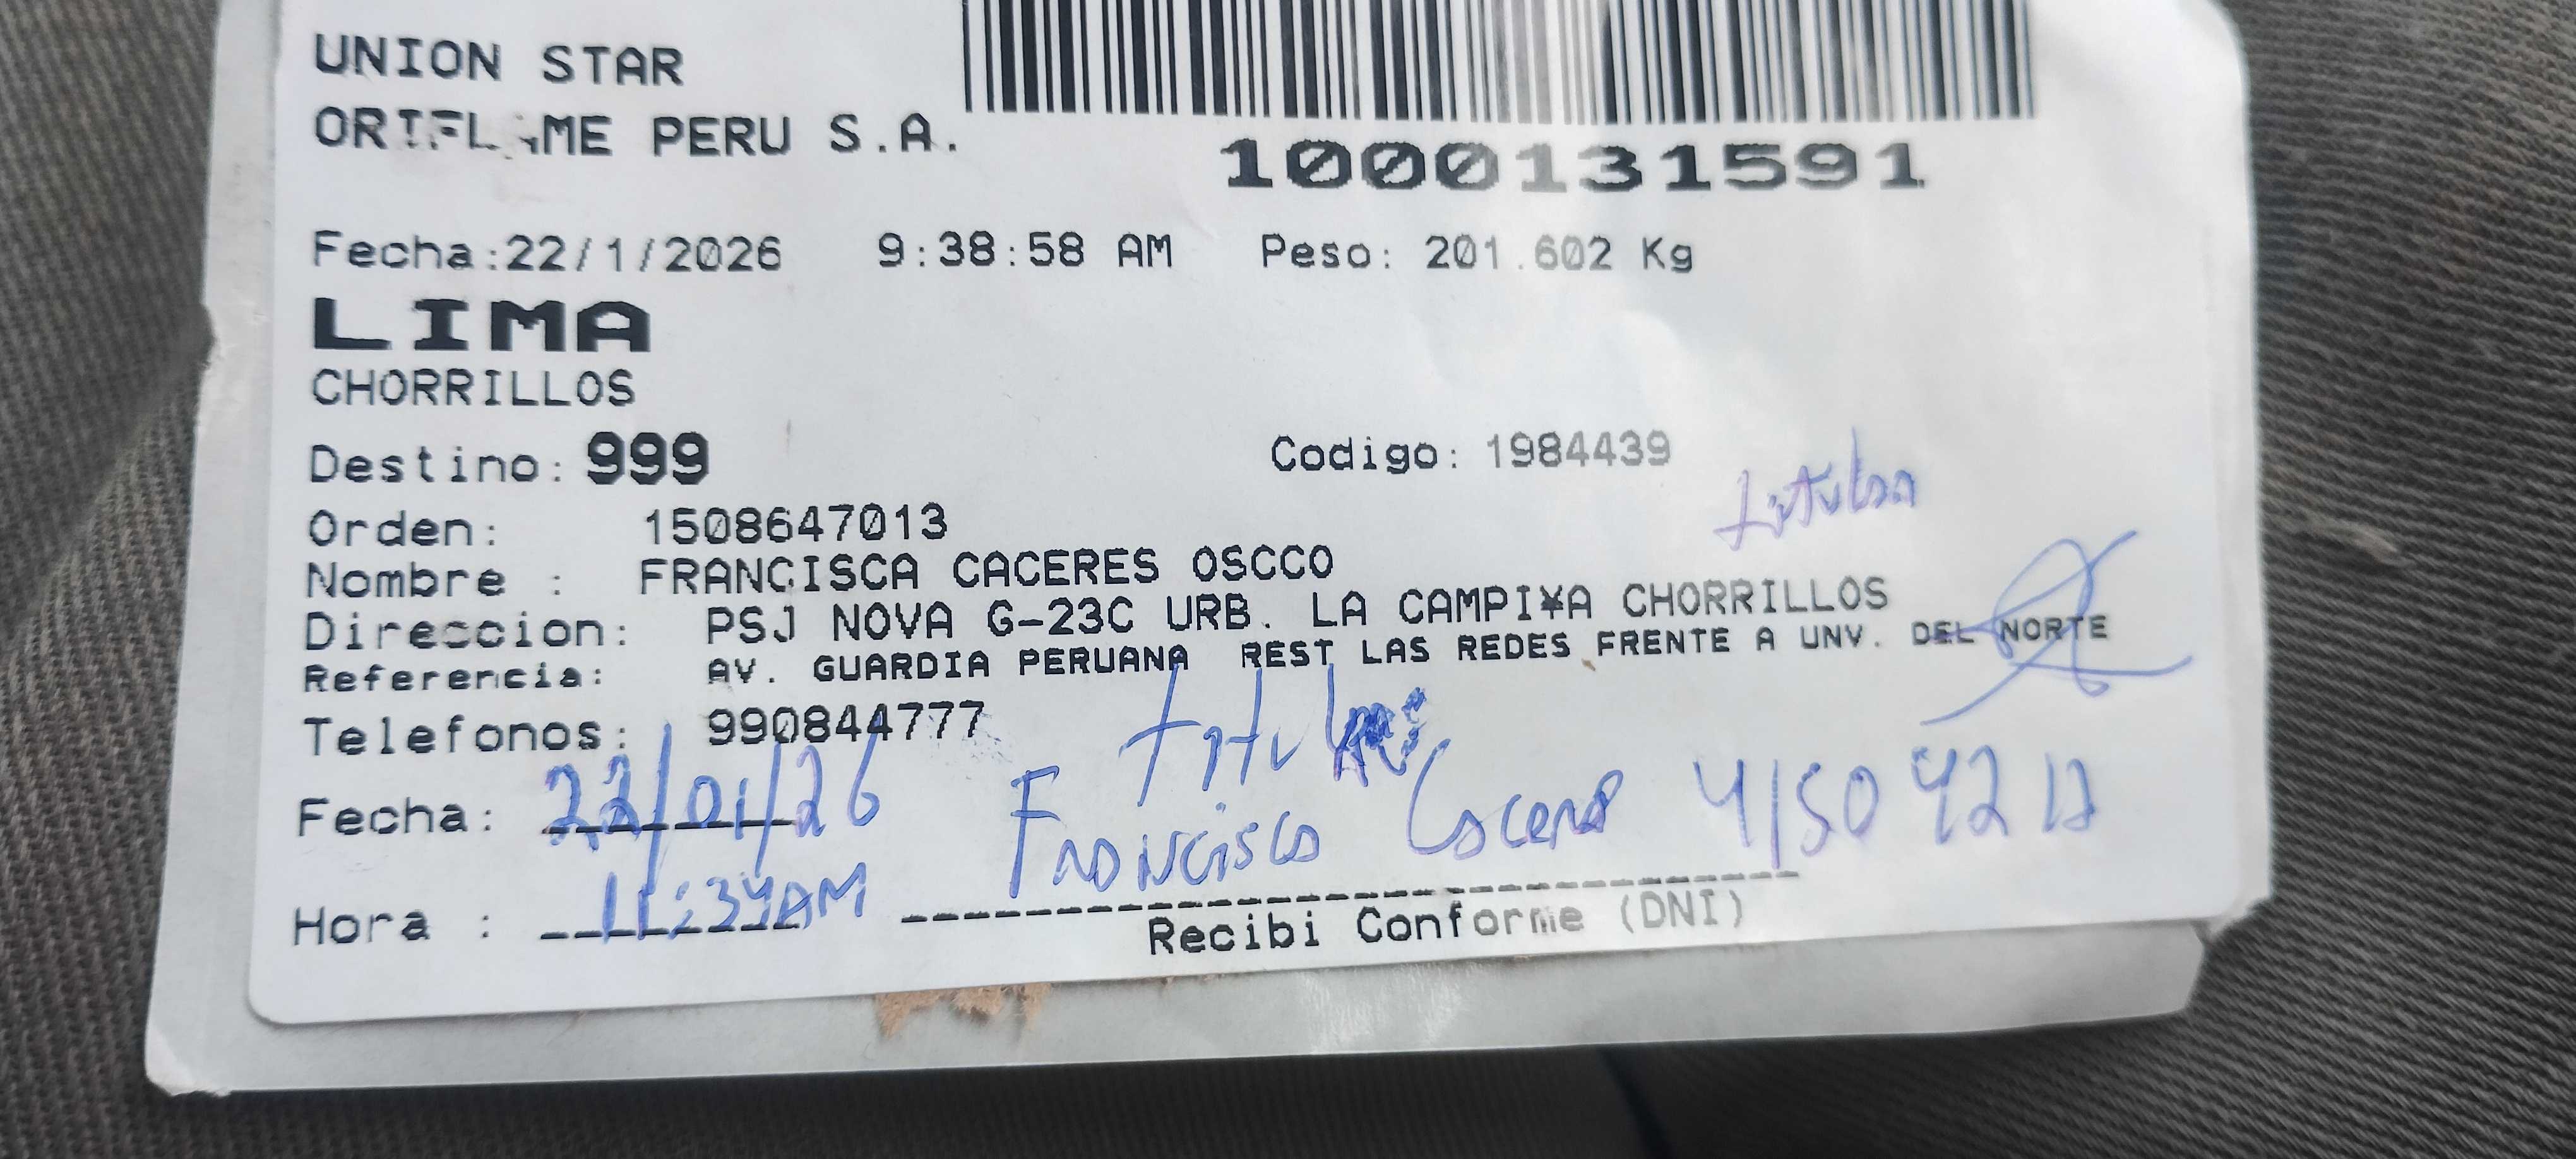 UNION STAR
ORIFLAME PERU S.A.
1000131591
Fecha:22/1/2026 9:38:58 AM Peso: 201.602 Kg
LIMA
CHORRILLOS
Destino: 999 Codigo: 1984439
titular
Orden: 1508647013
Nombre : FRANCISCA CACERES OSCCO
Direccion: PSJ NOVA G-23C URB. LA CAMPI¥A CHORRILLOS
Referencia: AV. GUARDIA PERUANA REST LAS REDES FRENTE A UNV. DEL NORTE
Telefonos: 990844777
Fecha: 22/01/26
Hora : 11:34AM
Recibi Conforme (DNI)